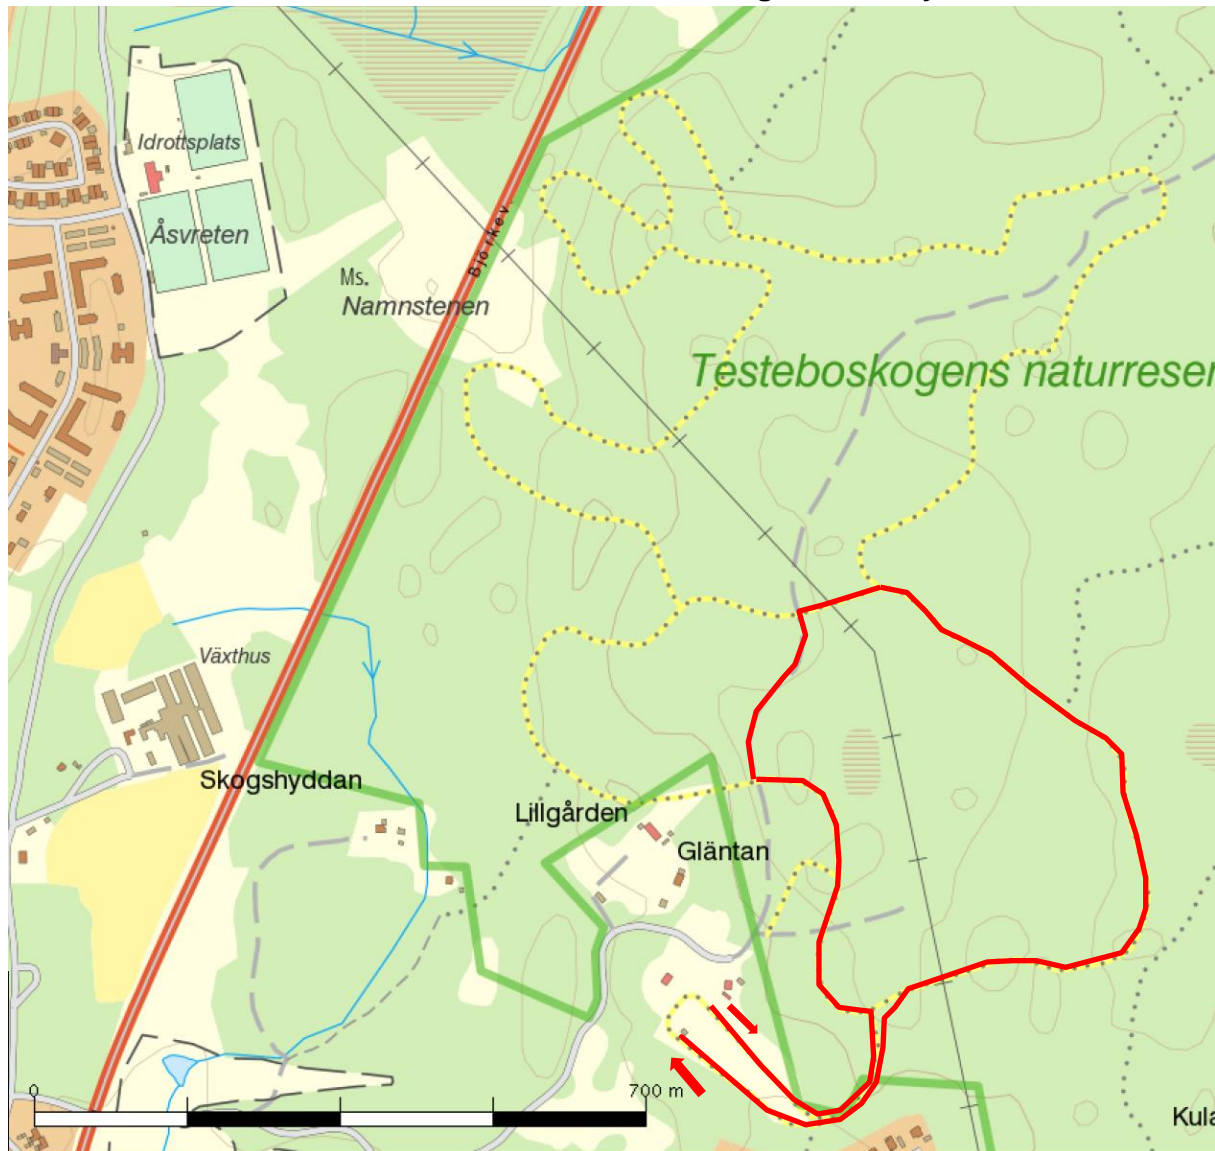 Idrottsplats
Åsvreten
Björkev.
Ms.
Namnstenen
Testeboskogens naturreser
Växthus
Skogshyddan
Lillgården
Gläntan
0
700 m
Kula